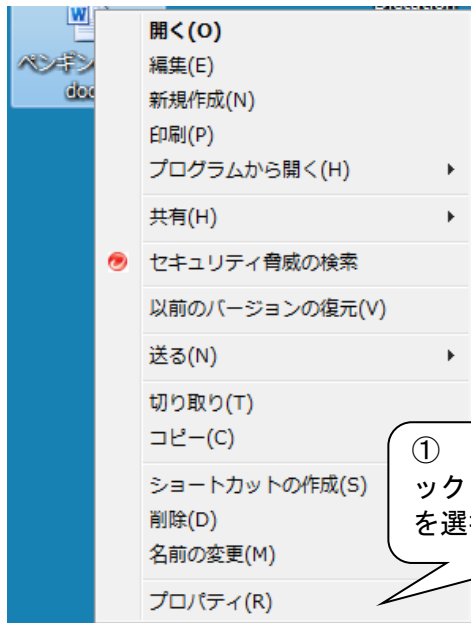 ペンギン
doc
開く(O)
編集(E)
新規作成(N)
印刷(P)
プログラムから開く(H)
共有(H)
セキュリティ脅威の検索
以前のバージョンの復元(V)
送る(N)
切り取り(T)
コピー(C)
ショートカットの作成(S)
削除(D)
名前の変更(M)
プロパティ(R)
①
ック
を選